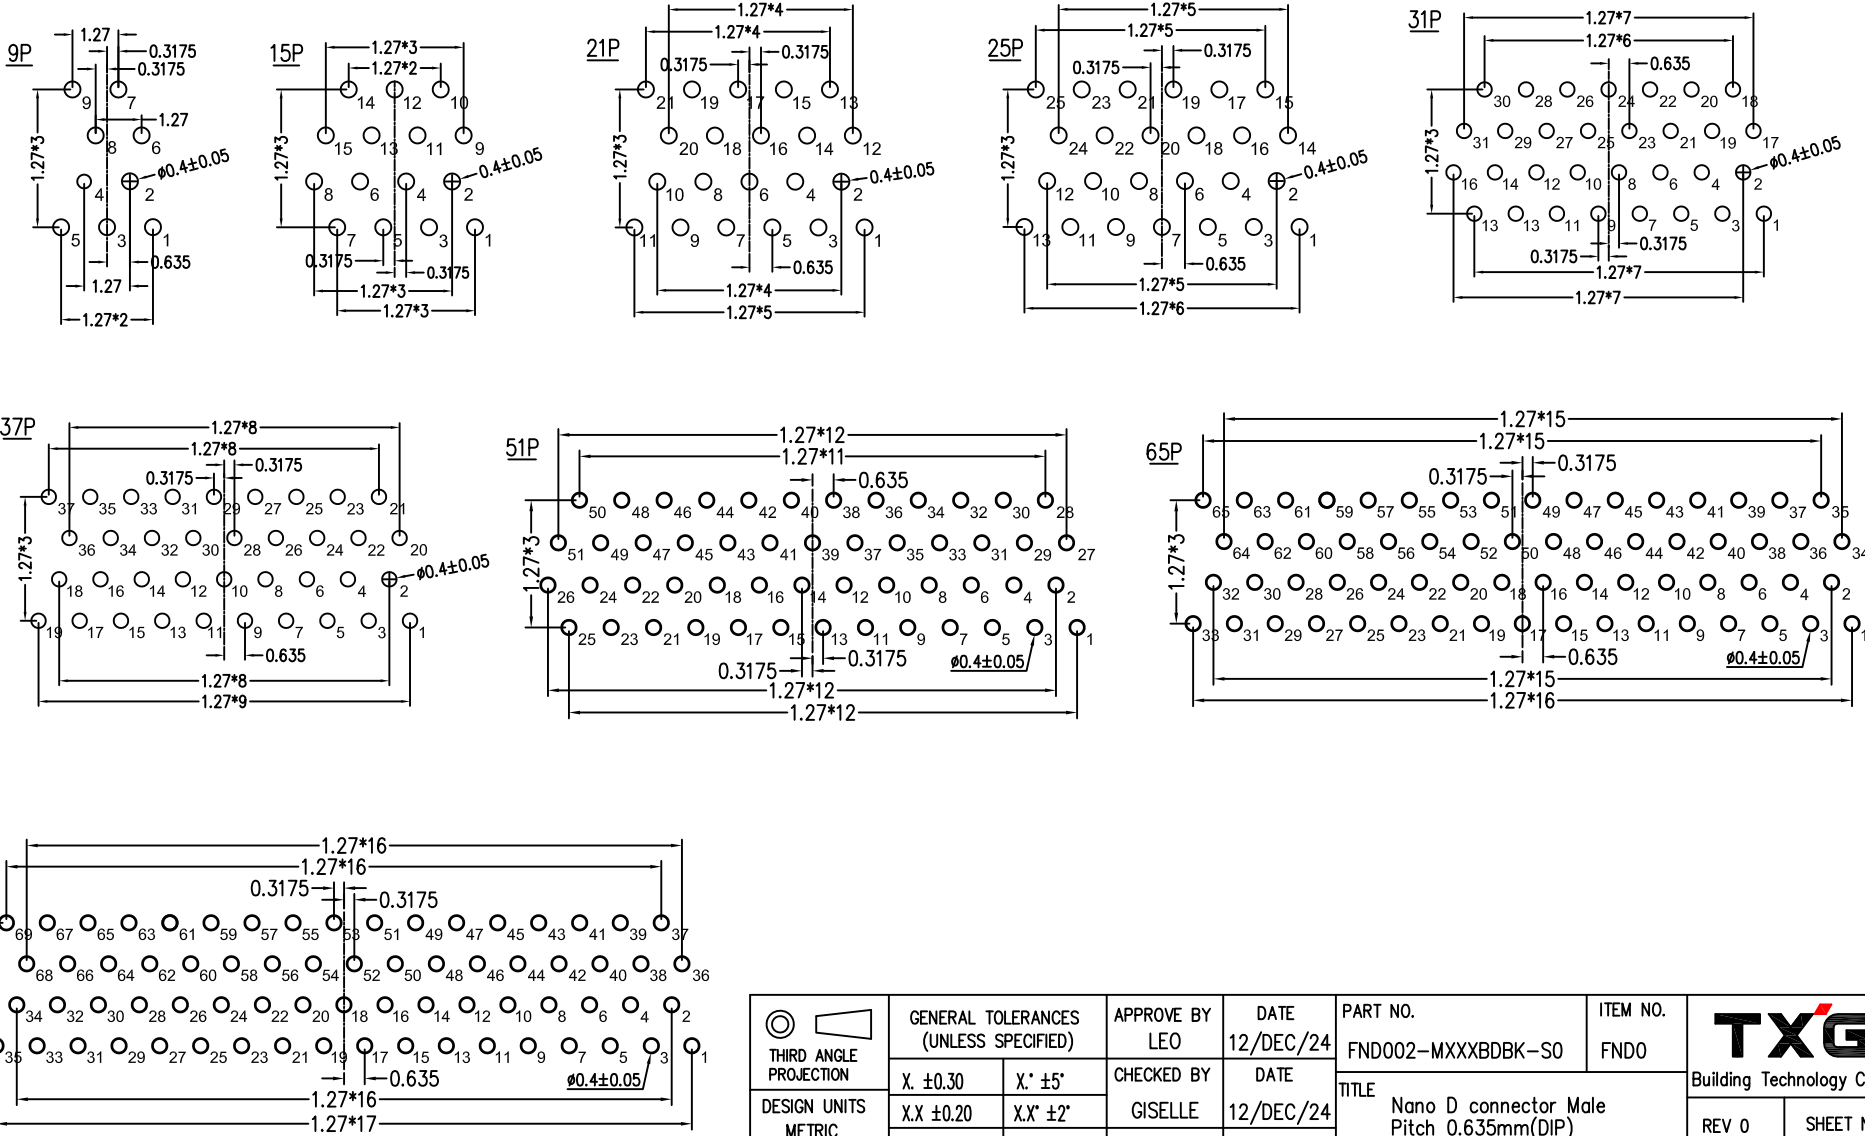 9P
1.27
0.3175
0.3175
9 7
1.27
8 6
1.27*3
ø0.4±0.05
4 2
5 3 1
0.635
1.27
1.27*2
15P
1.27*3
1.27*2
14 12 10
15 13 11 9
1.27*3
0.4±0.05
8 6 4 2
7 5 3 1
0.3175
0.3175
1.27*3
1.27*3
21P
1.27*4
1.27*4
0.3175
0.3175
21 19 17 15 13
20 18 16 14 12
1.27*3
0.4±0.05
10 8 6 4 2
11 9 7 5 3 1
0.635
1.27*4
1.27*5
25P
1.27*5
1.27*5
0.3175
0.3175
25 23 21 19 17 15
24 22 20 18 16 14
1.27*3
0.4±0.05
12 10 8 6 4 2
13 11 9 7 5 3 1
0.635
1.27*5
1.27*6
31P
1.27*7
1.27*6
0.635
30 28 26 24 22 20 18
31 29 27 25 23 21 19 17
1.27*3
ø0.4±0.05
16 14 12 10 8 6 4 2
13 13 11 9 7 5 3 1
0.3175
0.3175
1.27*7
1.27*7
37P
1.27*8
1.27*8
0.3175
0.3175
37 35 33 31 29 27 25 23 21
36 34 32 30 28 26 24 22 20
1.27*3
ø0.4±0.05
18 16 14 12 10 8 6 4 2
19 17 15 13 11 9 7 5 3 1
0.635
1.27*8
1.27*9
51P
1.27*12
1.27*11
0.635
50 48 46 44 42 40 38 36 34 32 30 28
51 49 47 45 43 41 39 37 35 33 31 29 27
1.27*3
26 24 22 20 18 16 14 12 10 8 6 4 2
25 23 21 19 17 15 13 11 9 7 5 3 1
0.3175
0.3175
ø0.4±0.05
1.27*12
1.27*12
65P
1.27*15
1.27*15
0.3175
0.3175
65 63 61 59 57 55 53 51 49 47 45 43 41 39 37 35
64 62 60 58 56 54 52 50 48 46 44 42 40 38 36 34
1.27*3
32 30 28 26 24 22 20 18 16 14 12 10 8 6 4 2
33 31 29 27 25 23 21 19 17 15 13 11 9 7 5 3 1
0.635
ø0.4±0.05
1.27*15
1.27*16
1.27*16
1.27*16
0.3175
0.3175
69 67 65 63 61 59 57 55 53 51 49 47 45 43 41 39 37
68 66 64 62 60 58 56 54 52 50 48 46 44 42 40 38 36
34 32 30 28 26 24 22 20 18 16 14 12 10 8 6 4 2
35 33 31 29 27 25 23 21 19 17 15 13 11 9 7 5 3 1
0.635
ø0.4±0.05
1.27*16
1.27*17
THIRD ANGLE
PROJECTION
DESIGN UNITS
METRIC
GENERAL TOLERANCES
(UNLESS SPECIFIED)
X. ±0.30 X.° ±5°
X.X ±0.20 X.X° ±2°
APPROVE BY
LEO
DATE
12/DEC/24
CHECKED BY
GISELLE
DATE
12/DEC/24
PART NO.
FND002-MXXXBDBK-S0
ITEM NO.
FND0
TITLE
Nano D connector Male
Pitch 0.635mm(DIP)
TXG
Building Technology C
REV 0
SHEET N